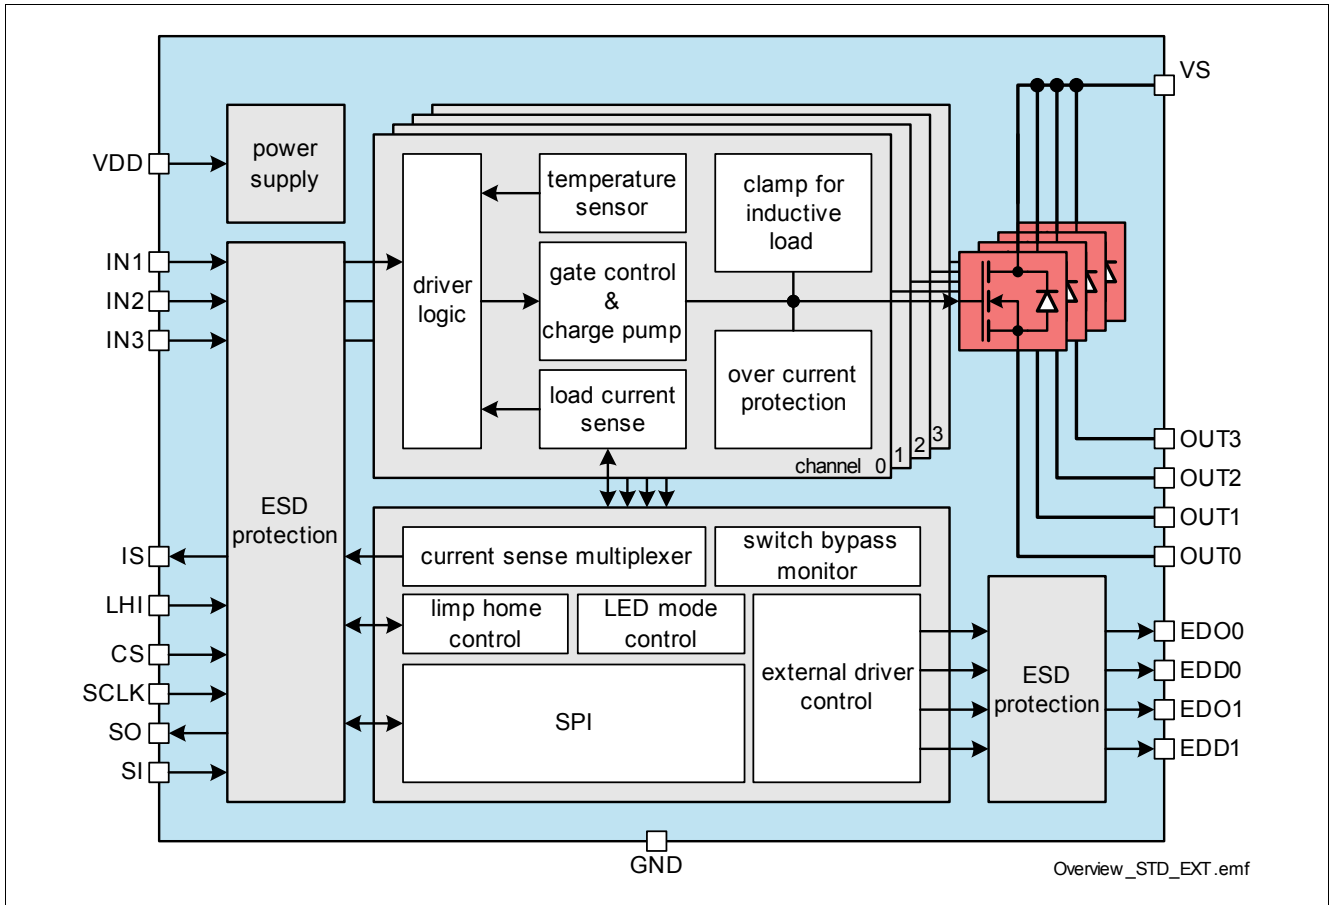 VS
VDD
power
supply
temperature
sensor
clamp for
inductive
load
IN1
IN2
IN3
driver
logic
gate control
&
charge pump
load current
sense
over current
protection
channel 0
1
2
3
OUT3
OUT2
OUT1
OUT0
ESD
protection
IS
LHI
CS
SCLK
SO
SI
current sense multiplexer
switch bypass
monitor
limp home
control
LED mode
control
SPI
external driver
control
ESD
protection
EDO0
EDD0
EDO1
EDD1
GND
Overview_STD_EXT.emf